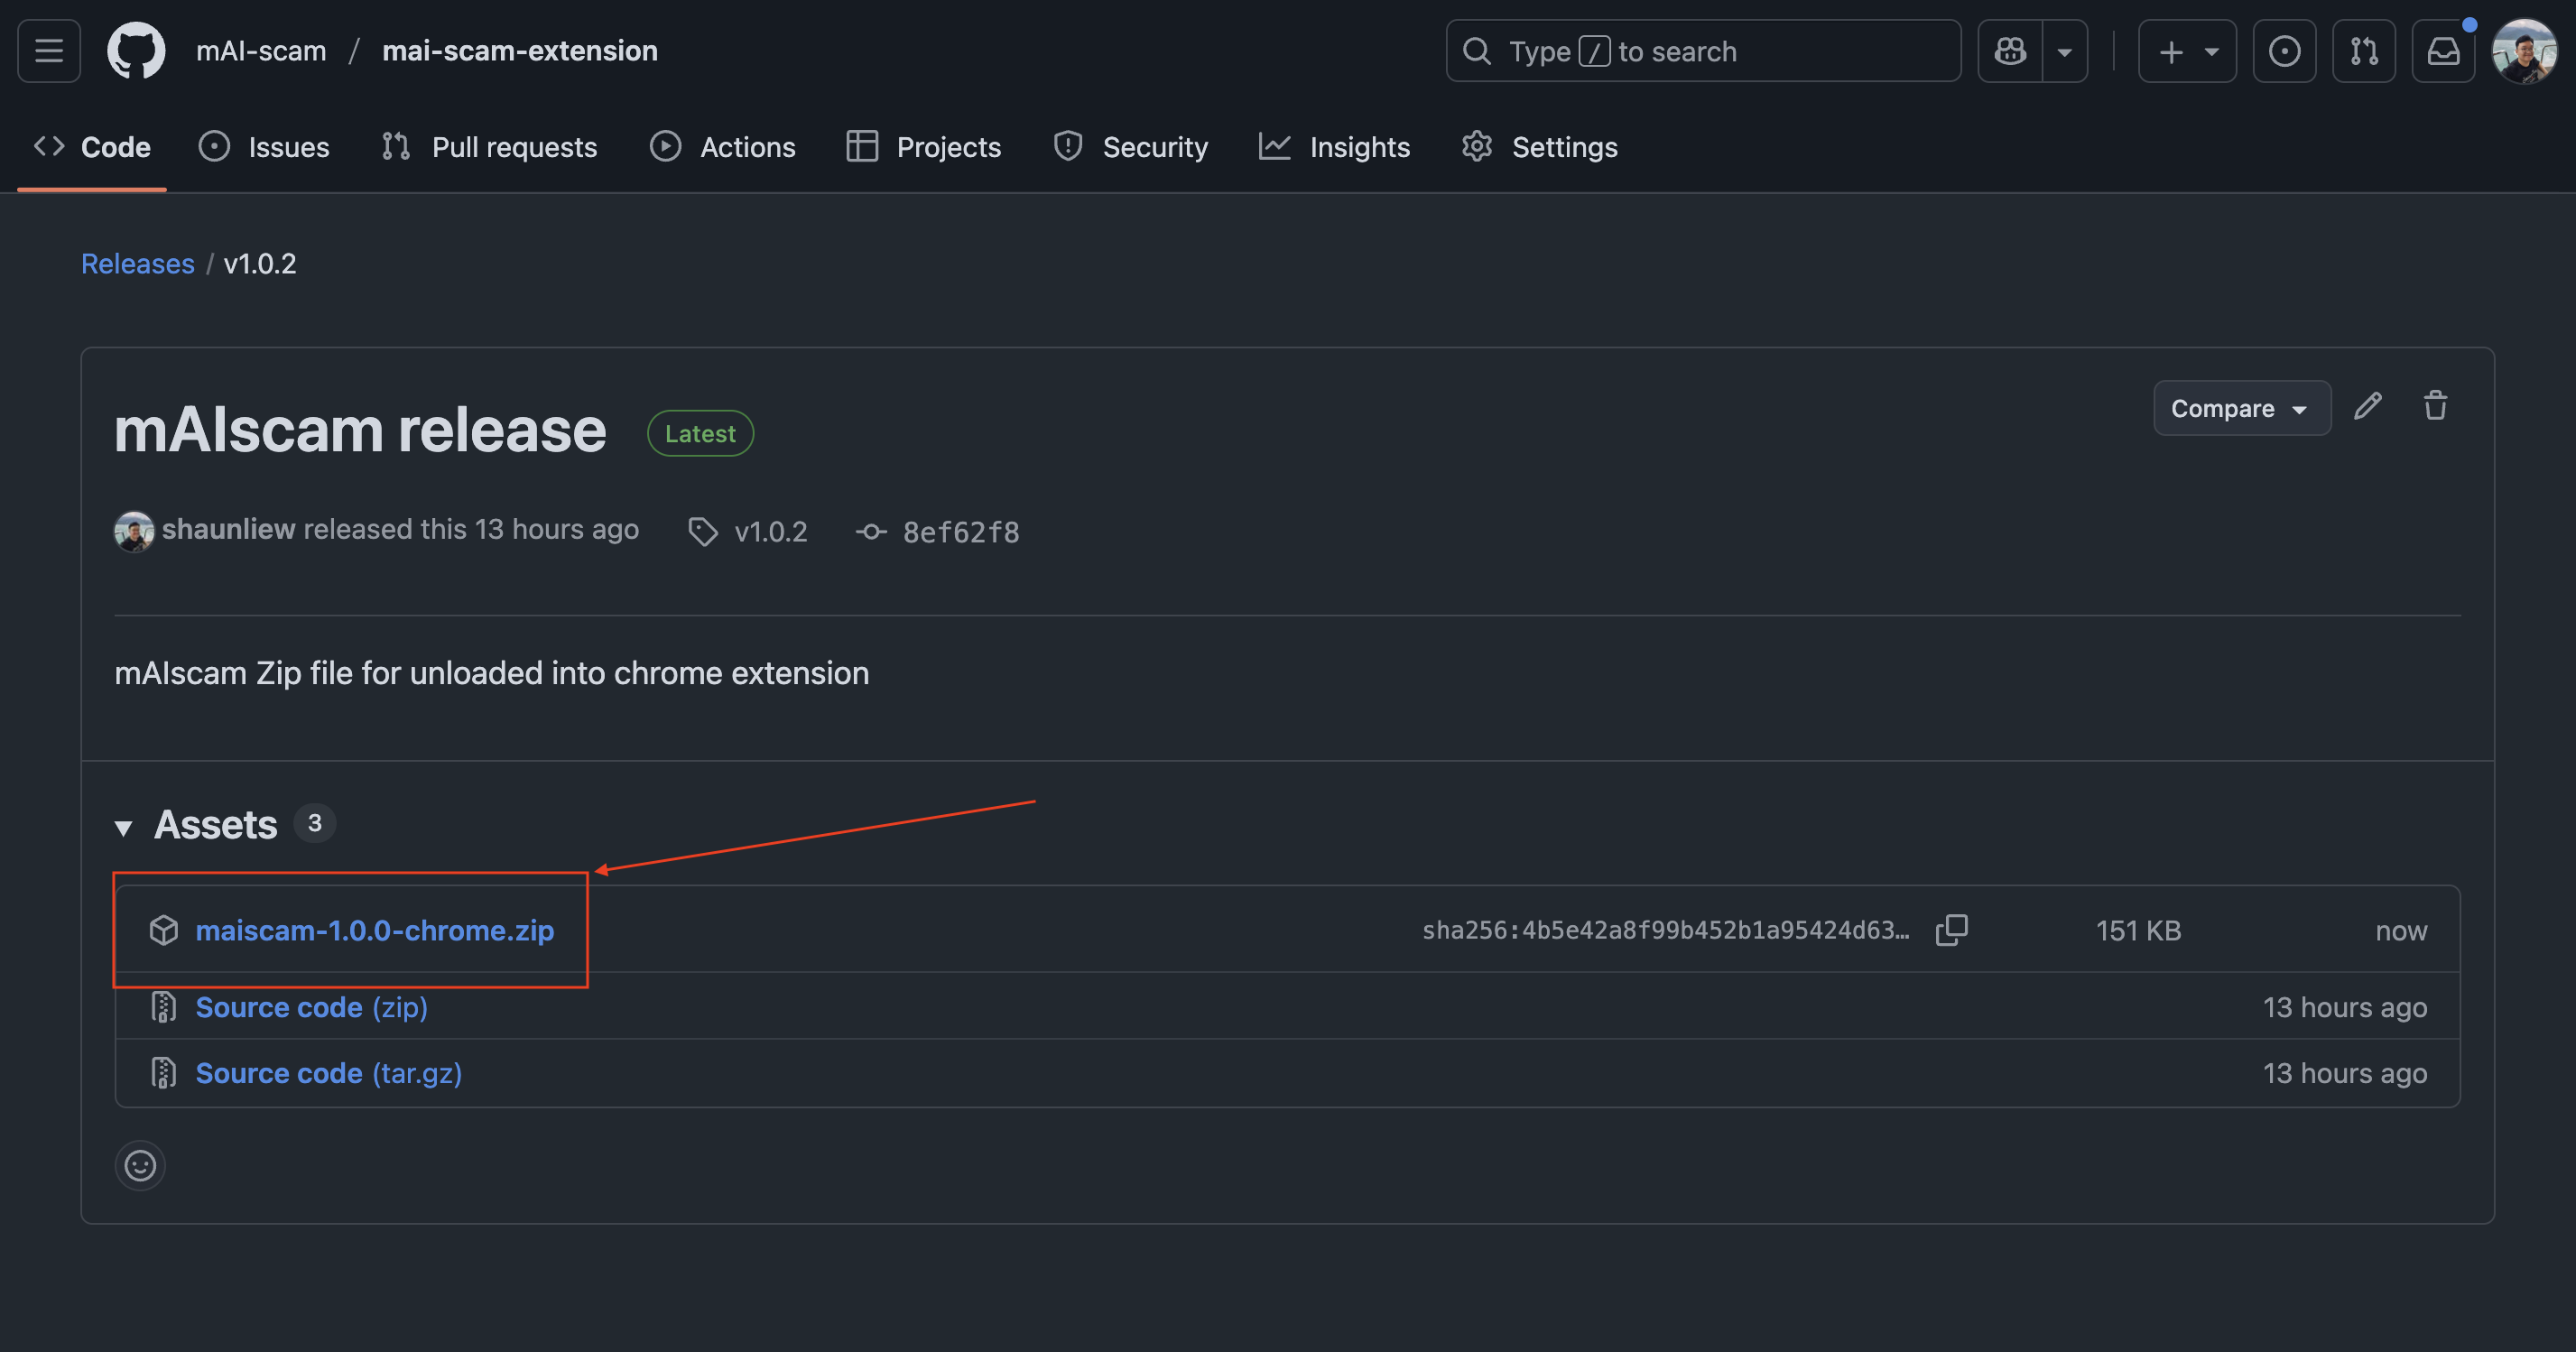 mAI-scam / mai-scam-extension
Type / to search
Code Issues Pull requests Actions Projects Security Insights Settings
Releases / v1.0.2
mAIscam release Latest
Compare
shaunliew released this 13 hours ago v1.0.2 8ef62f8
mAIscam Zip file for unloaded into chrome extension
Assets 3
maiscam-1.0.0-chrome.zip sha256:4b5e42a8f99b452b1a95424d63… 151 KB now
Source code (zip) 13 hours ago
Source code (tar.gz) 13 hours ago